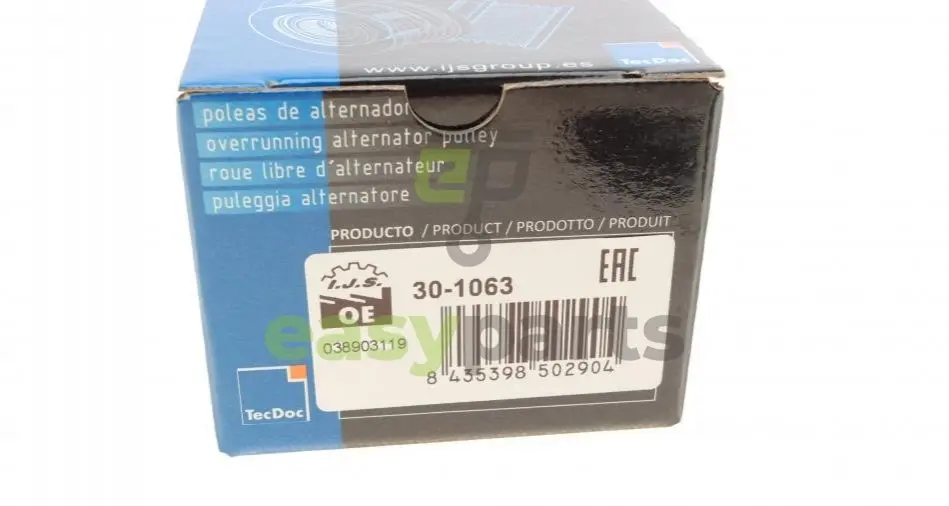 www.ijsgroup.es
TecDoc
poleas de alternador
overrunning alternator pulley
roue libre d'alternateur
puleggia alternatore
PRODUCTO / PRODUCT / PRODOTTO / PRODUIT
I.J.S.
30-1063
EAC
OE
easyparts
038903119
8 435398 502904
TecDoc
ep